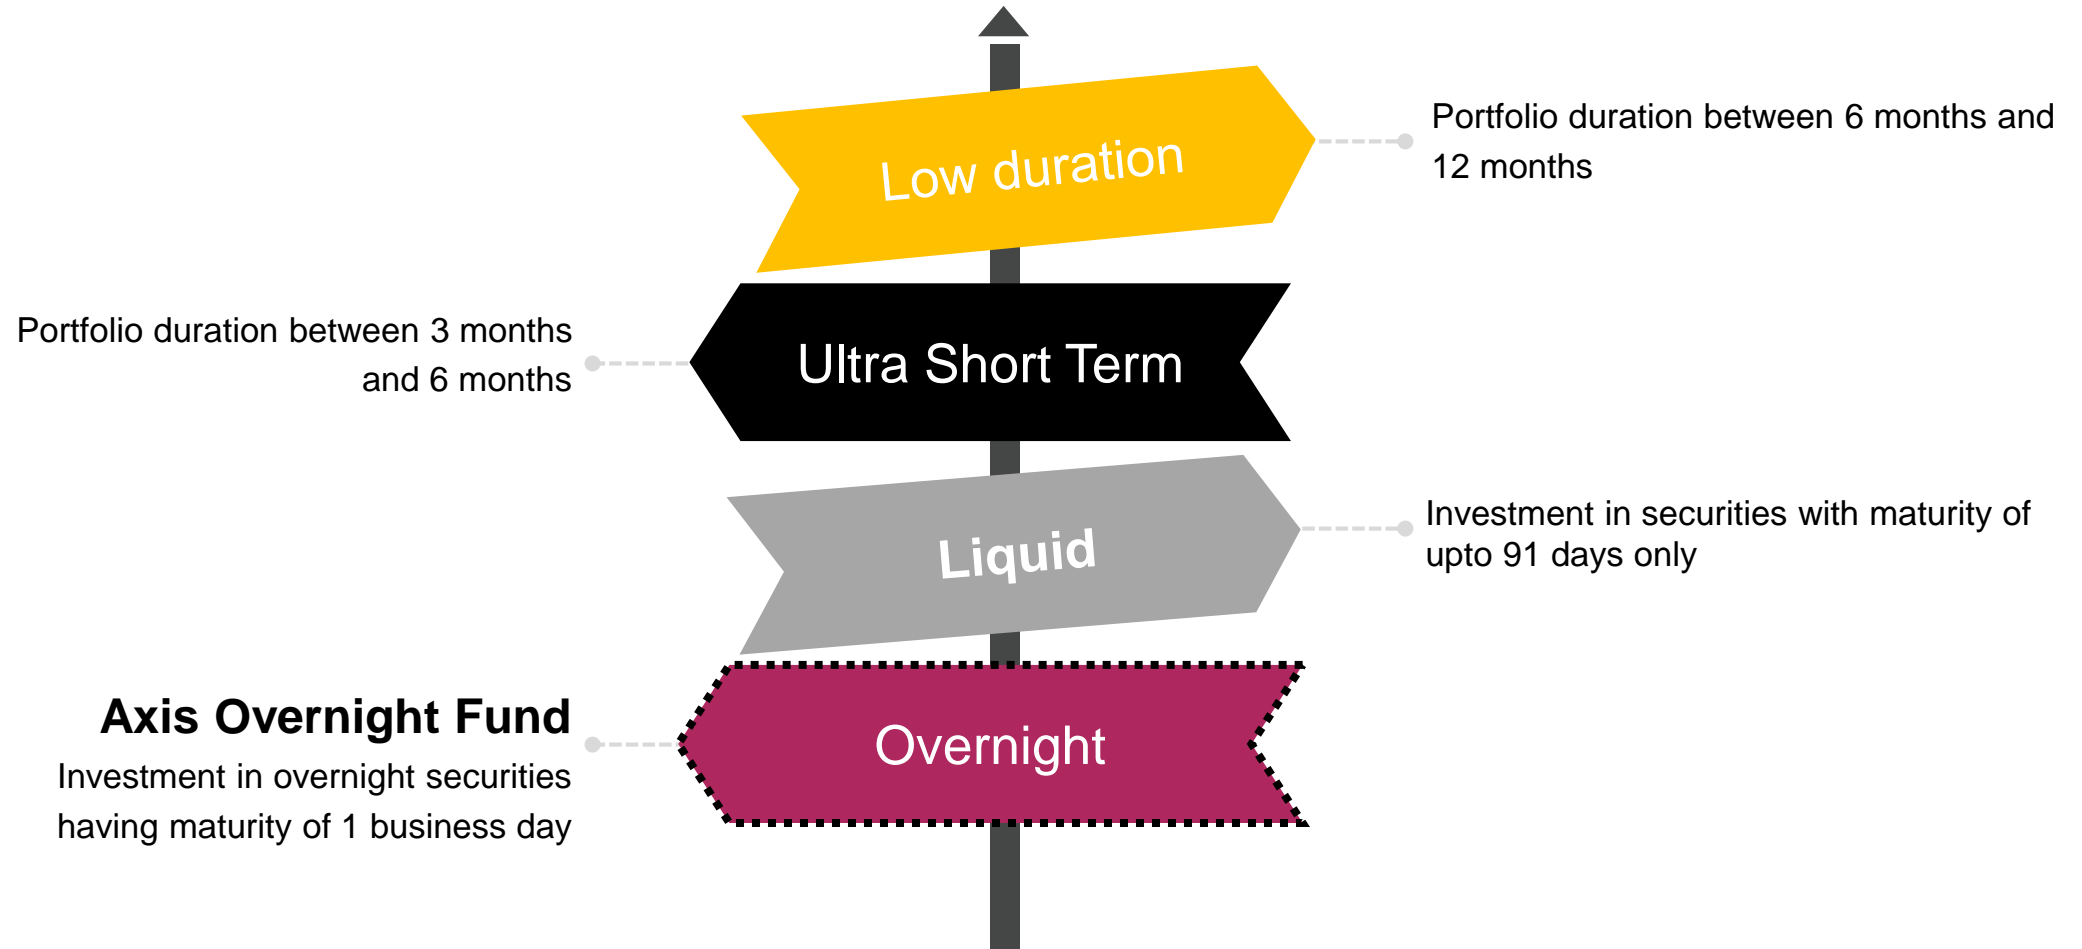 Low duration
Portfolio duration between 6 months and
12 months
Portfolio duration between 3 months
and 6 months
Ultra Short Term
Liquid
Investment in securities with maturity of
upto 91 days only
Axis Overnight Fund
Investment in overnight securities
having maturity of 1 business day
Overnight